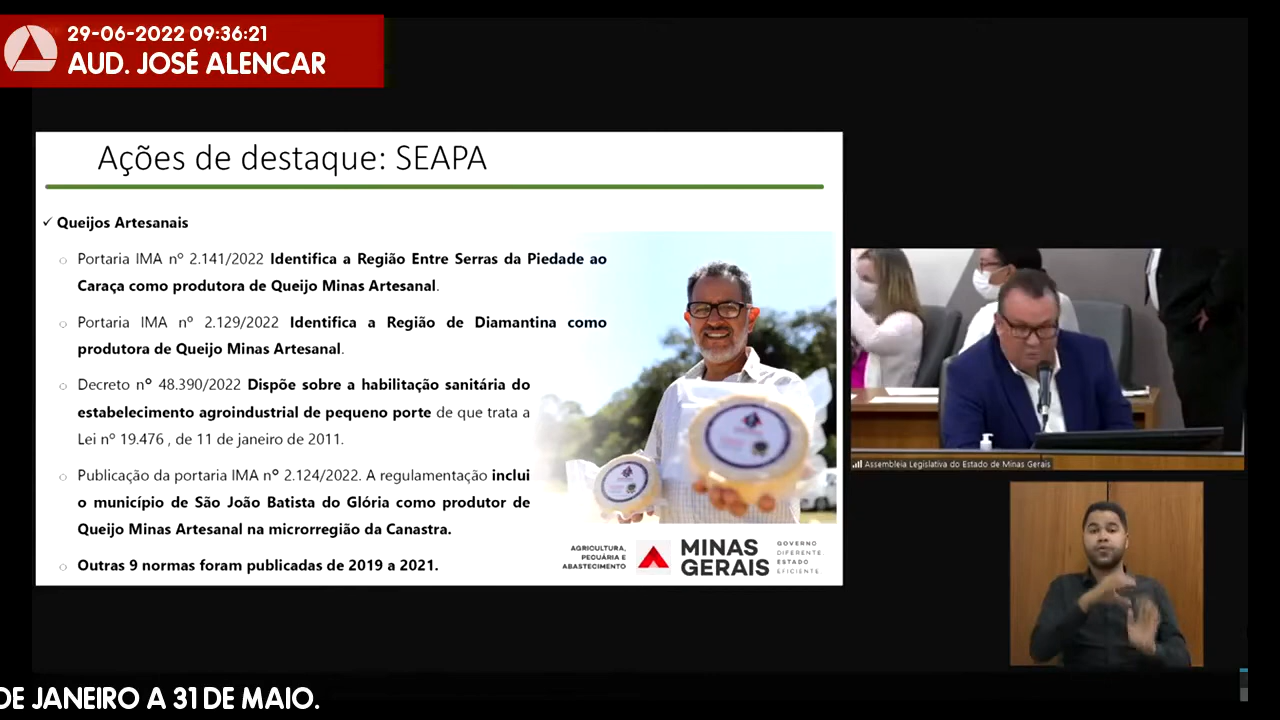 29-06-2022 09:36:21
AUD. JOSÉ ALENCAR
Ações de destaque: SEAPA
✓ Queijos Artesanais
○ Portaria IMA nº 2.141/2022 Identifica a Região Entre Serras da Piedade ao
Caraça como produtora de Queijo Minas Artesanal.
○ Portaria IMA nº 2.129/2022 Identifica a Região de Diamantina como
produtora de Queijo Minas Artesanal.
○ Decreto nº 48.390/2022 Dispõe sobre a habilitação sanitária do
estabelecimento agroindustrial de pequeno porte de que trata a
Lei nº 19.476 , de 11 de janeiro de 2011.
○ Publicação da portaria IMA nº 2.124/2022. A regulamentação inclui
o município de São João Batista do Glória como produtor de
Queijo Minas Artesanal na microrregião da Canastra.
○ Outras 9 normas foram publicadas de 2019 a 2021.
AGRICULTURA,
PECUÁRIA E
ABASTECIMENTO
MINAS
GERAIS
GOVERNO
DIFERENTE.
ESTADO
EFICIENTE.
Assembleia Legislativa do Estado de Minas Gerais
DE JANEIRO A 31 DE MAIO.